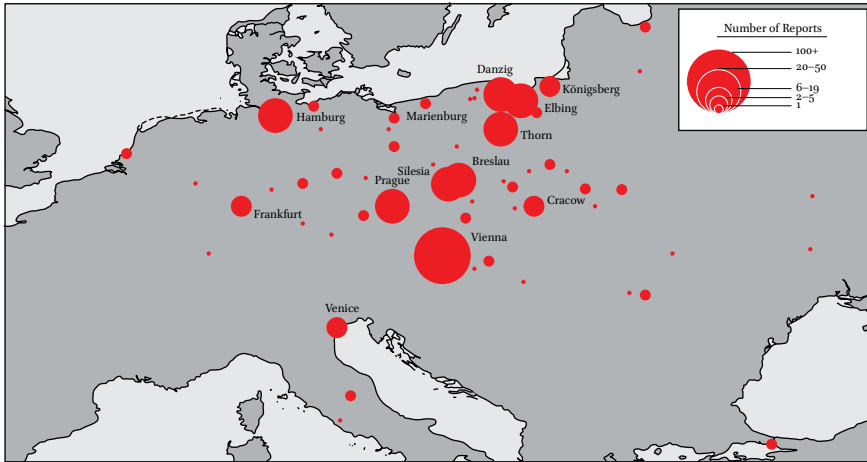 Number of Reports
100+
20–50
6–19
2–5
1
Danzig
Königsberg
Elbing
Marienburg
Hamburg
Thorn
Breslau
Silesia
Prague
Frankfurt
Cracow
Vienna
Venice